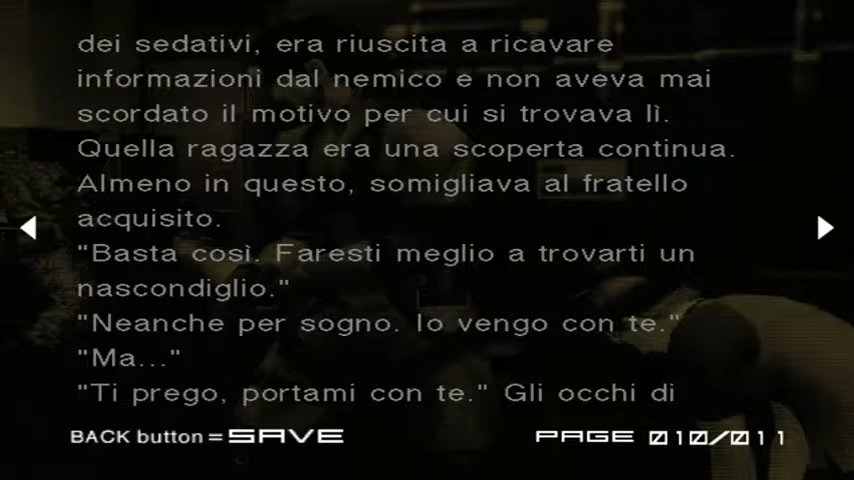 dei sedativi, era riuscita a ricavare
informazioni dal nemico e non aveva mai
scordato il motivo per cui si trovava lì.
Quella ragazza era una scoperta continua.
Almeno in questo, somigliava al fratello
acquisito.
"Basta così. Faresti meglio a trovarti un
nascondiglio."
"Neanche per sogno. Io vengo con te."
"Ma..."
"Ti prego, portami con te." Gli occhi di
BACK button = SAVE PAGE 010/011